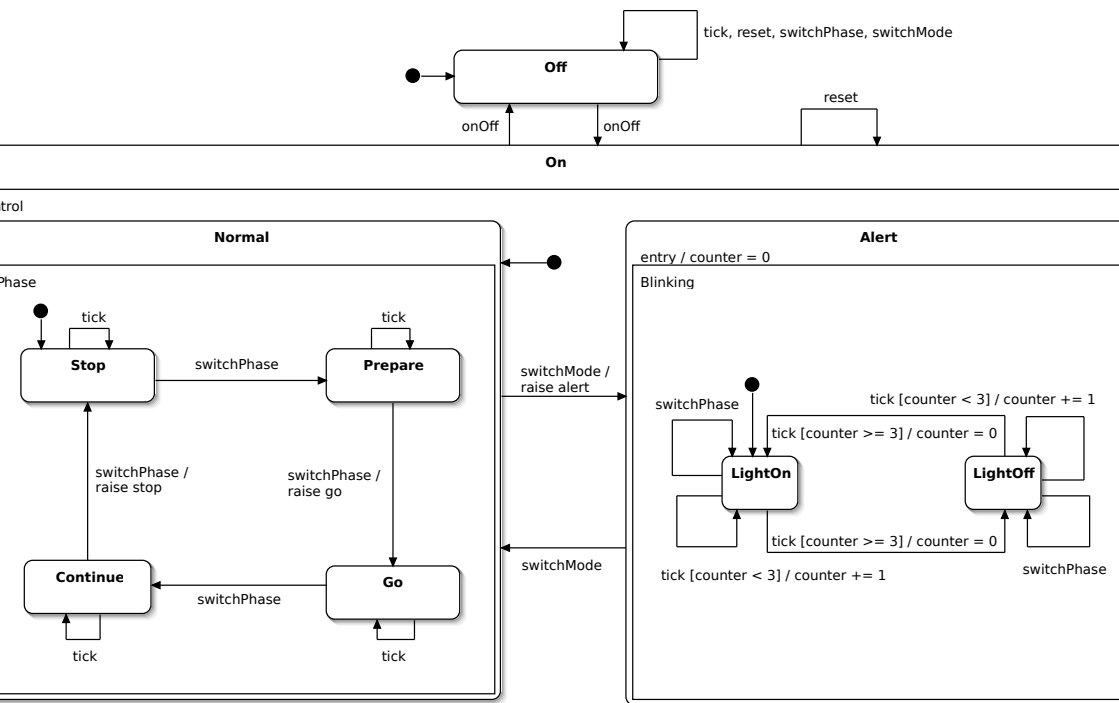 tick, reset, switchPhase, switchMode
Off
onOff
onOff
reset
On
trol
Normal
Alert
entry / counter = 0
Phase
Blinking
tick
tick
Stop
switchPhase
Prepare
switchMode /
raise alert
tick [counter < 3] / counter += 1
switchPhase
tick [counter >= 3] / counter = 0
switchPhase /
raise stop
switchPhase /
raise go
LightOn
LightOff
tick [counter >= 3] / counter = 0
switchMode
switchPhase
tick [counter < 3] / counter += 1
Continue
switchPhase
Go
tick
tick